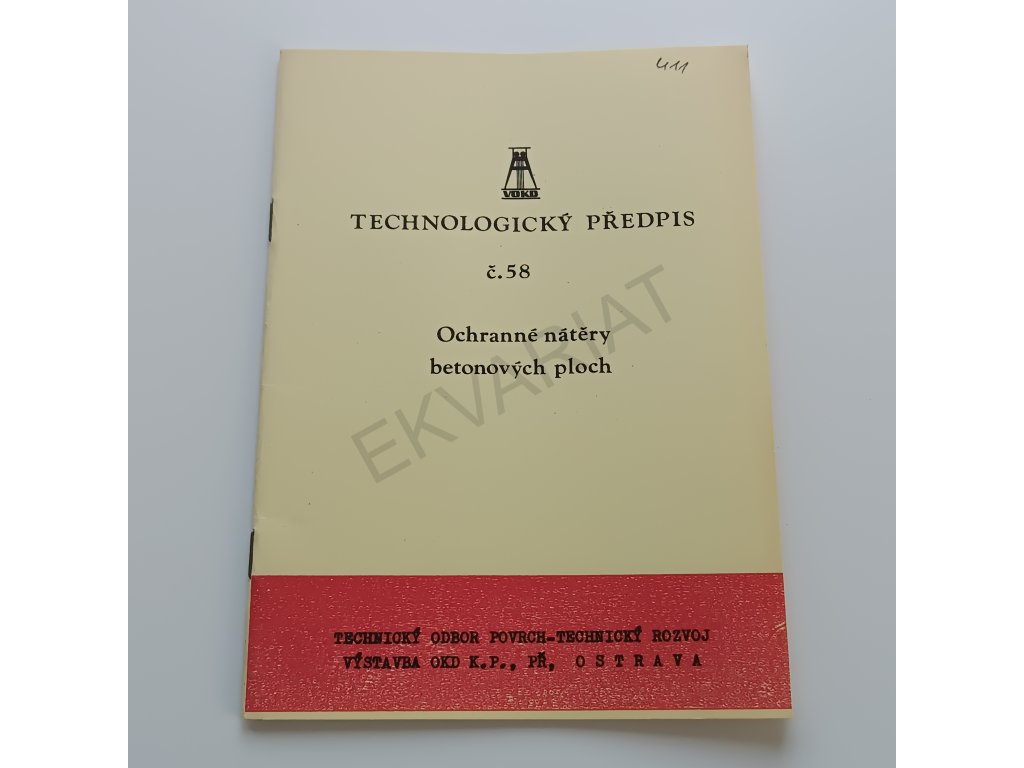 411
VOKD
TECHNOLOGICKÝ PŘEDPIS
č.58
Ochranné nátěry
betonových ploch
EKVARIAT
TECHNICKÝ ODBOR POVRCH-TECHNICKÝ ROZVOJ
VÝSTAVBA OKD K.P., PŘ, O S T R A V A